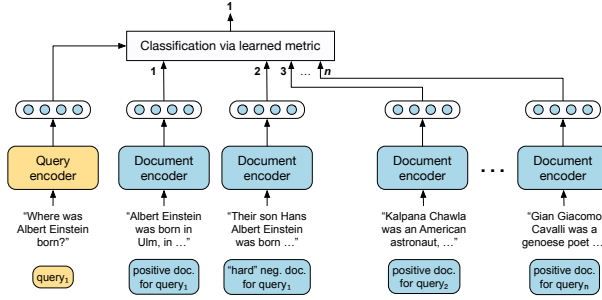 1
Classification via learned metric
1
2
3
...
n
Query
encoder
Document
encoder
Document
encoder
Document
encoder
...
Document
encoder
“Where was
Albert Einstein
born?”
“Albert Einstein
was born in
Ulm, in …”
“Their son Hans
Albert Einstein
was born …”
“Kalpana Chawla
was an American
astronaut, …”
“Gian Giacomo
Cavalli was a
genoese poet …
query1
positive doc.
for query1
“hard” neg. doc.
for query1
positive doc.
for query2
positive doc.
for queryn